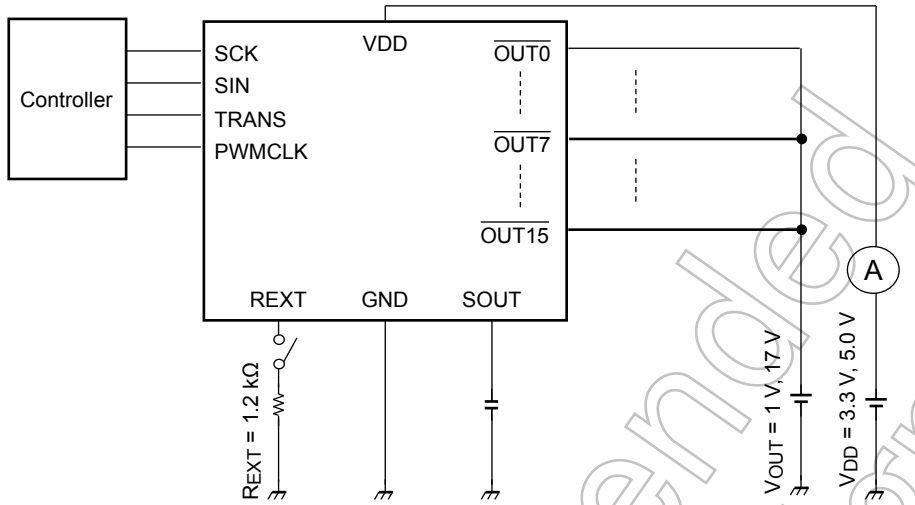 VDD
SCK
SIN
TRANS
PWMCLK
Controller
OUT0
OUT7
OUT15
REXT
GND
SOUT
A
REXT = 1.2 kΩ
VOUT = 1 V, 17 V
VDD = 3.3 V, 5.0 V
ended